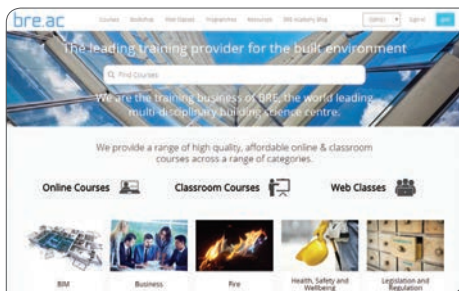 bre.ac
Courses Bookshop Web Classes Programmes Resources BRE Academy Blog
Sign in
The leading training provider for the built environment
Find Courses
We are the training business of BRE, the world leading
multi-disciplinary building science centre.
We provide a range of high quality, affordable online & classroom
courses across a range of categories.
Online Courses Classroom Courses Web Classes
BIM Business Fire Health, Safety and Wellbeing Legislation and Regulation